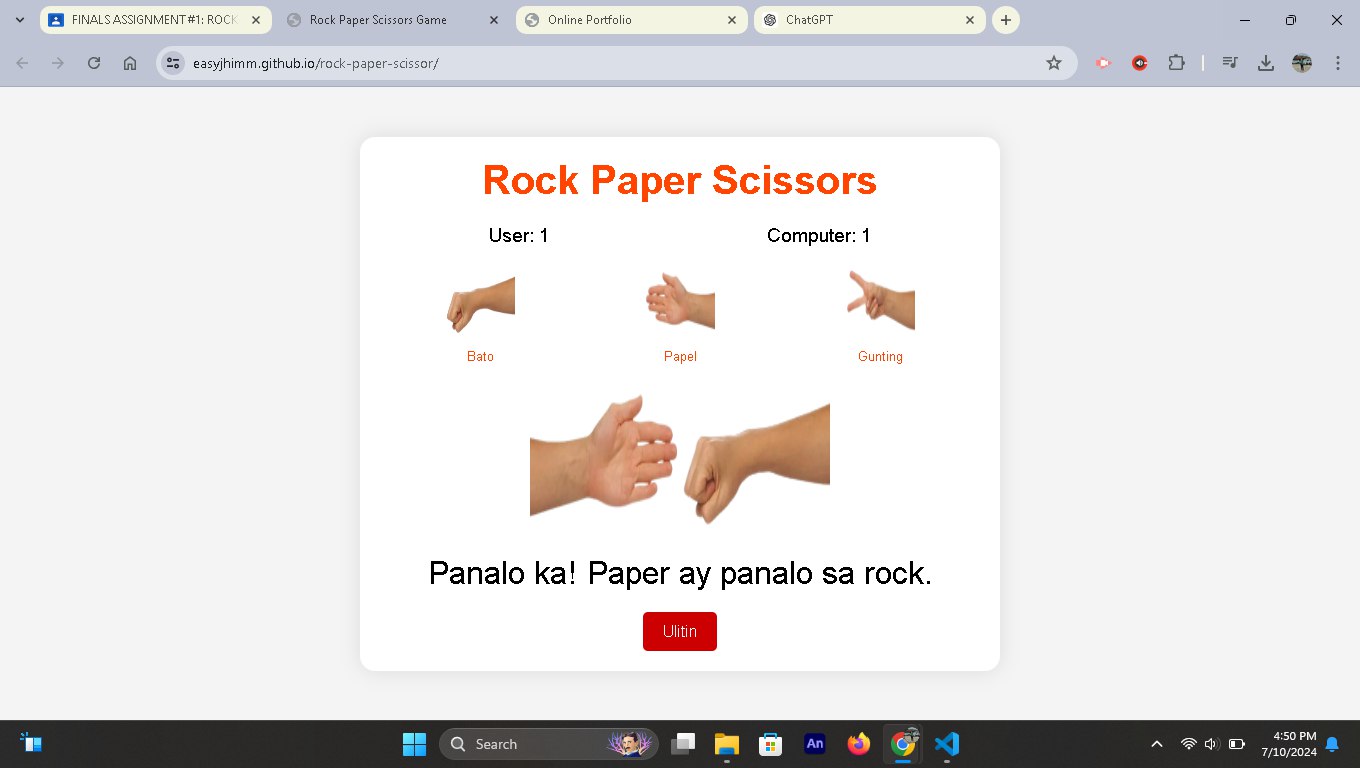 FINALS ASSIGNMENT #1: ROCK
Rock Paper Scissors Game
Online Portfolio
ChatGPT
easyjhimm.github.io/rock-paper-scissor/
Rock Paper Scissors
User: 1
Computer: 1
Bato
Papel
Gunting
Panalo ka! Paper ay panalo sa rock.
Ulitin
Search
An
4:50 PM
7/10/2024